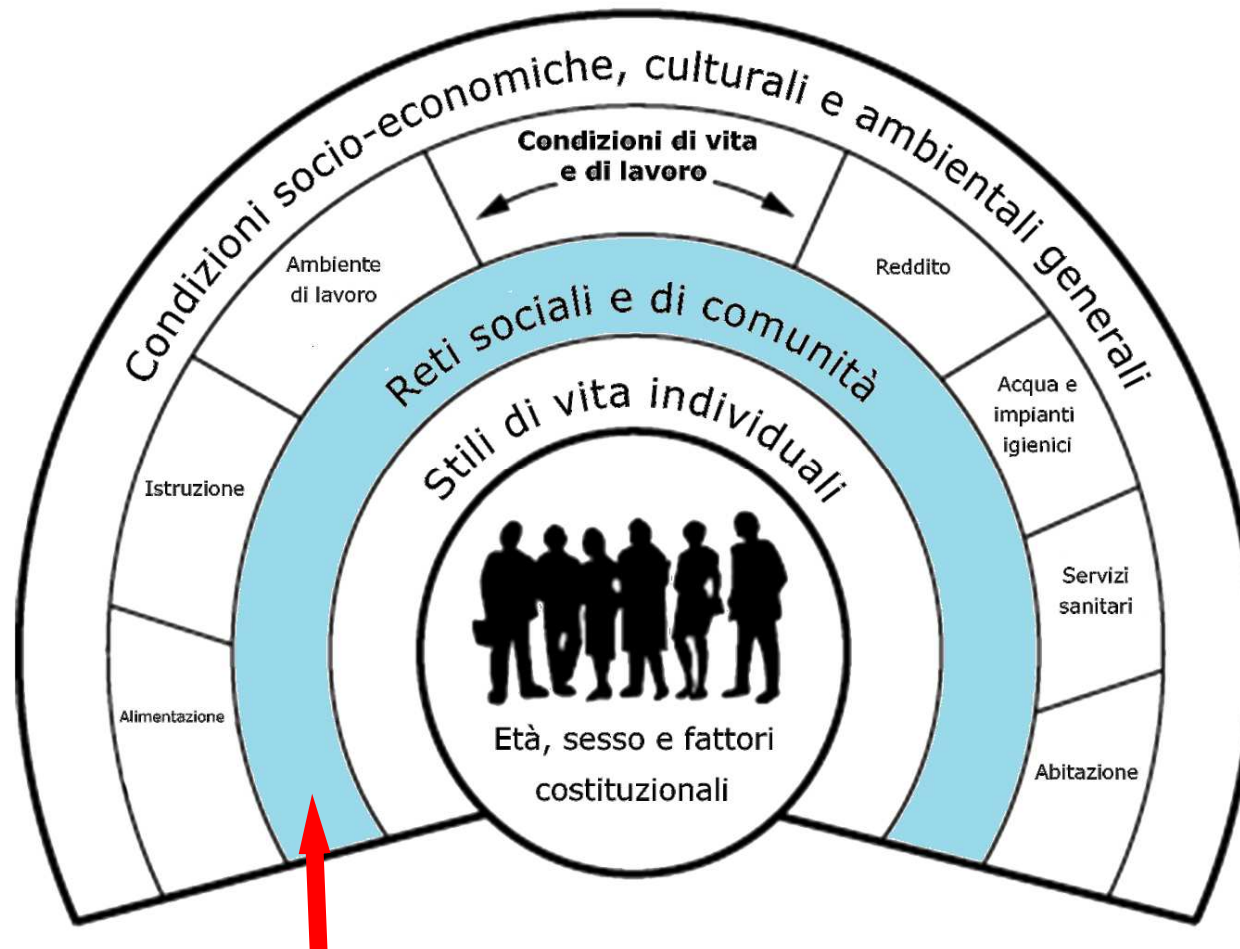 Condizioni socio-economiche, culturali e ambientali generali
Condizioni di vita
e di lavoro
Ambiente
di lavoro
Reddito
Reti sociali e di comunità
Acqua e
impianti
igienici
Stili di vita individuali
Istruzione
Servizi
sanitari
Alimentazione
Età, sesso e fattori
costituzionali
Abitazione